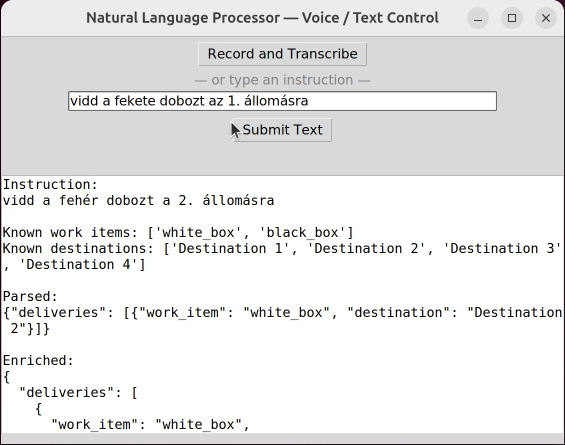 Natural Language Processor — Voice / Text Control
Record and Transcribe
— or type an instruction —
vidd a fekete dobozt az 1. állomásra
Submit Text
Instruction:
vidd a fehér dobozt a 2. állomásra
Known work items: ['white_box', 'black_box']
Known destinations: ['Destination 1', 'Destination 2', 'Destination 3'
, 'Destination 4']
Parsed:
{"deliveries": [{"work_item": "white_box", "destination": "Destination
 2"}]}
Enriched:
{
  "deliveries": [
    {
      "work_item": "white_box",